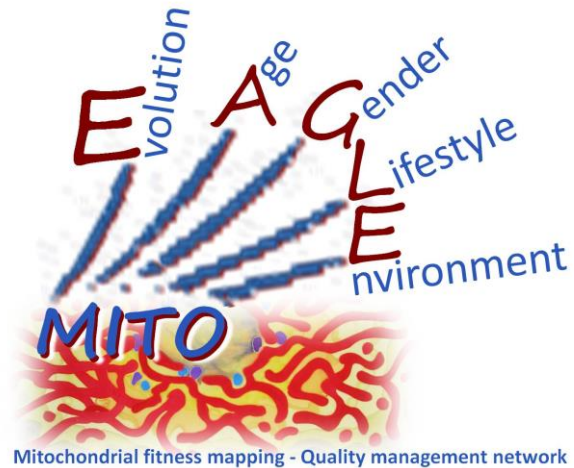 Evolution
Age
Gender
Lifestyle
Environment
MITO
Mitochondrial fitness mapping - Quality management network